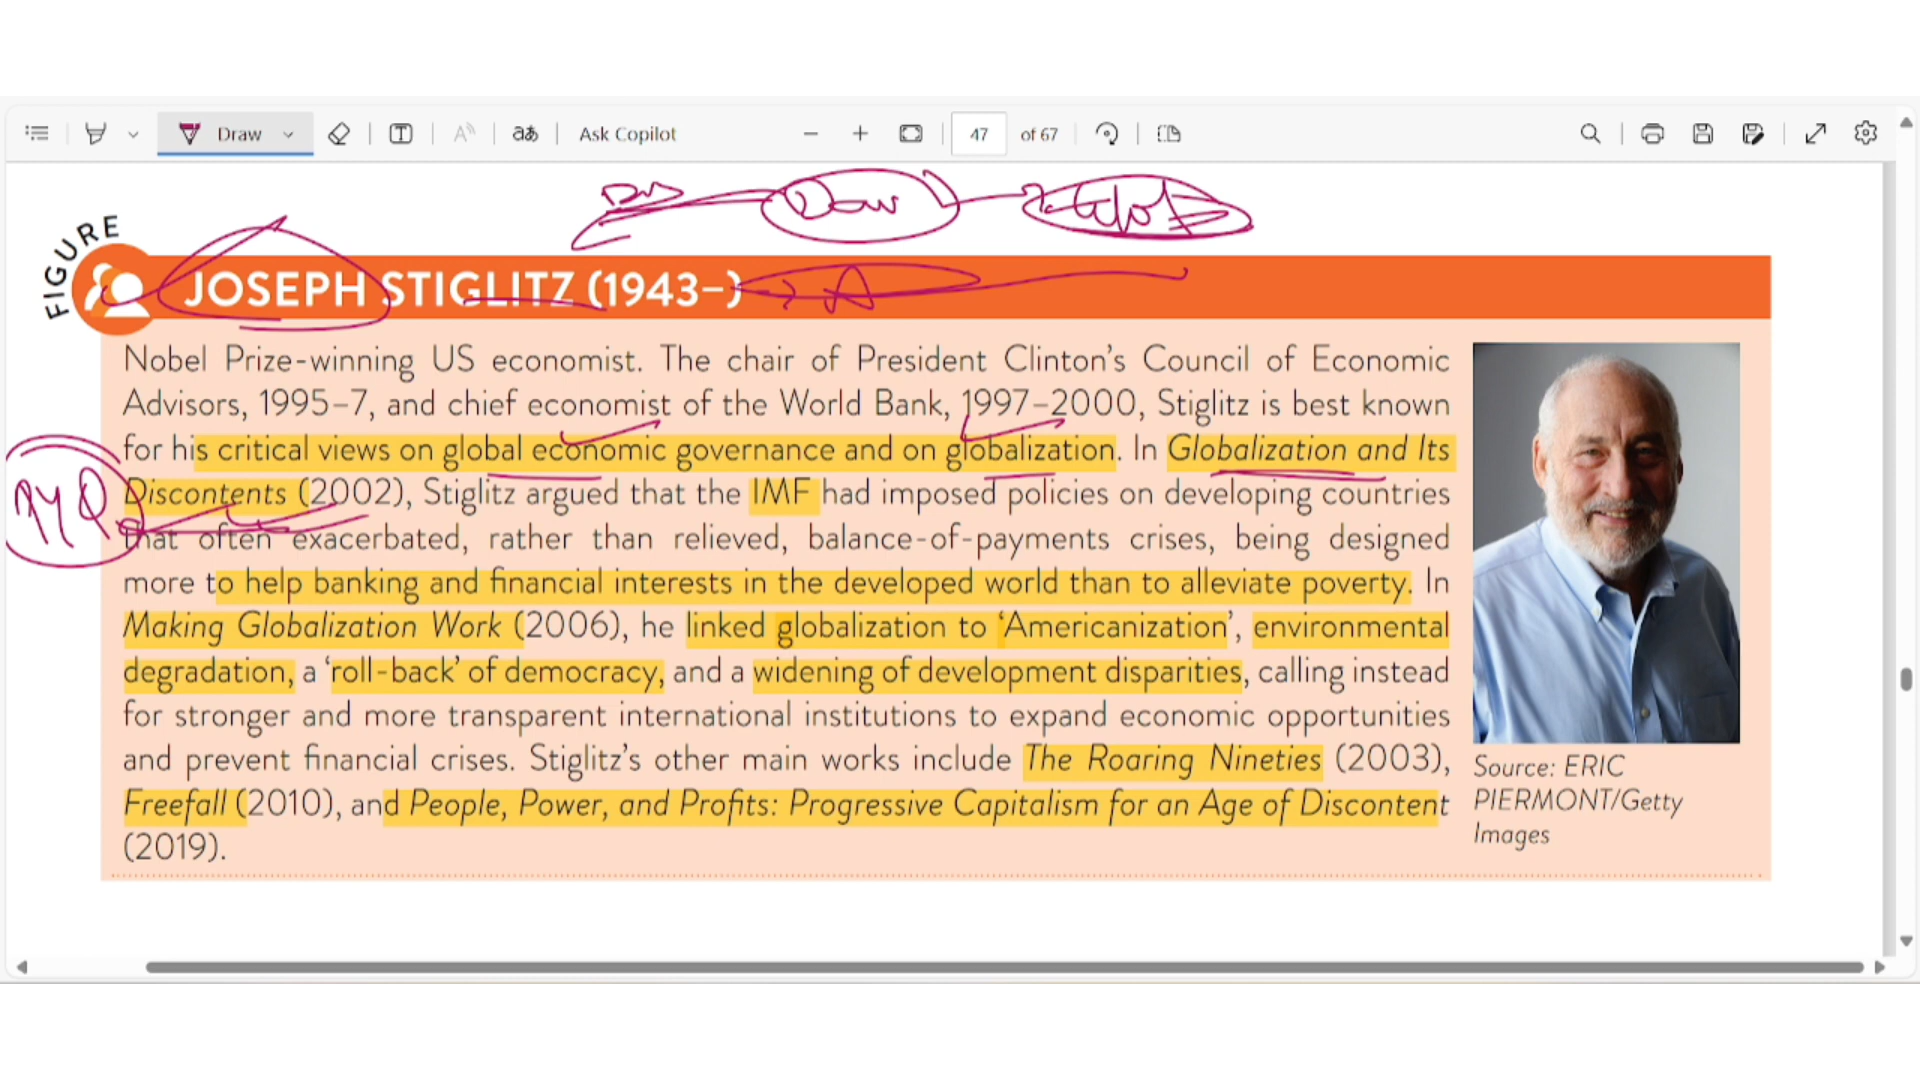 Draw
Ask Copilot
47
of 67
FIGURE
JOSEPH STIGLITZ (1943–)
Nobel Prize-winning US economist. The chair of President Clinton's Council of Economic
Advisors, 1995–7, and chief economist of the World Bank, 1997–2000, Stiglitz is best known
for his critical views on global economic governance and on globalization. In Globalization and Its
Discontents (2002), Stiglitz argued that the IMF had imposed policies on developing countries
that often exacerbated, rather than relieved, balance-of-payments crises, being designed
more to help banking and financial interests in the developed world than to alleviate poverty. In
Making Globalization Work (2006), he linked globalization to ‘Americanization’, environmental
degradation, a ‘roll-back’ of democracy, and a widening of development disparities, calling instead
for stronger and more transparent international institutions to expand economic opportunities
and prevent financial crises. Stiglitz's other main works include The Roaring Nineties (2003),
Freefall (2010), and People, Power, and Profits: Progressive Capitalism for an Age of Discontent
(2019).
Source: ERIC
PIERMONT/Getty
Images
PYQ